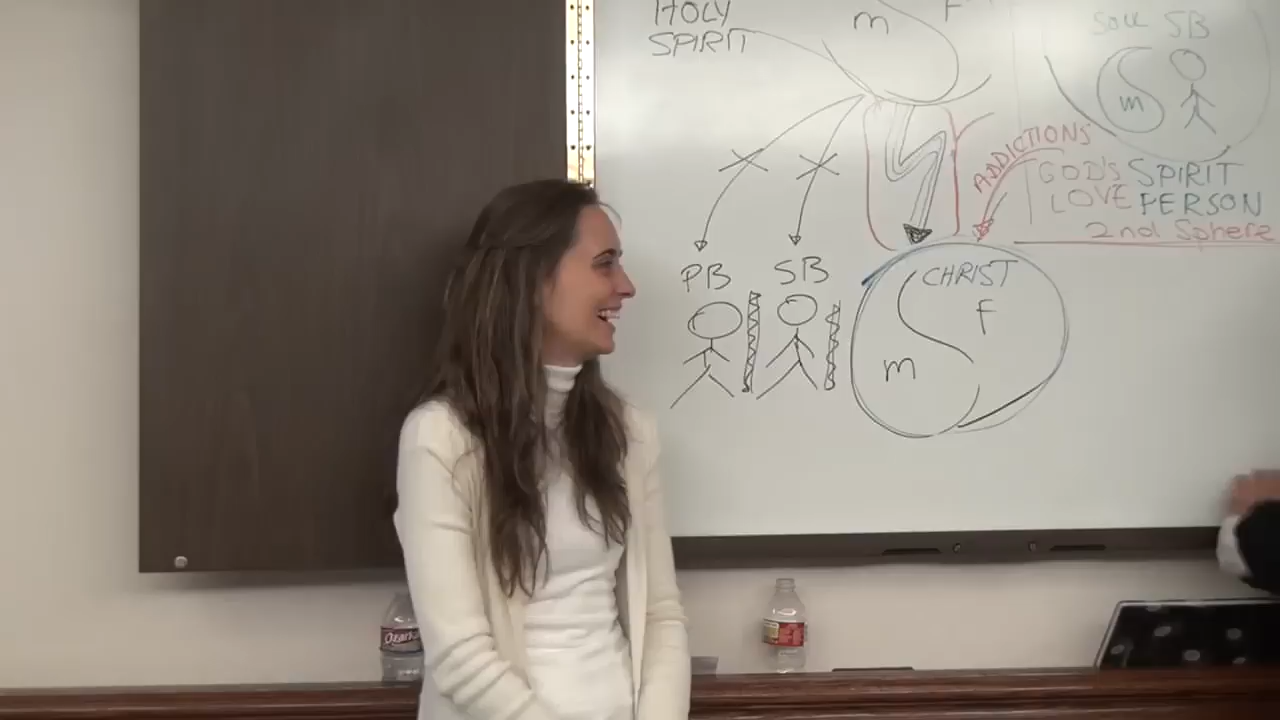 HOLY
SPIRIT
m
F
SOUL SB
m
ADDICTIONS
GOD'S SPIRIT
LOVE PERSON
2nd Sphere
PB
SB
CHRIST
F
m
Ozarka